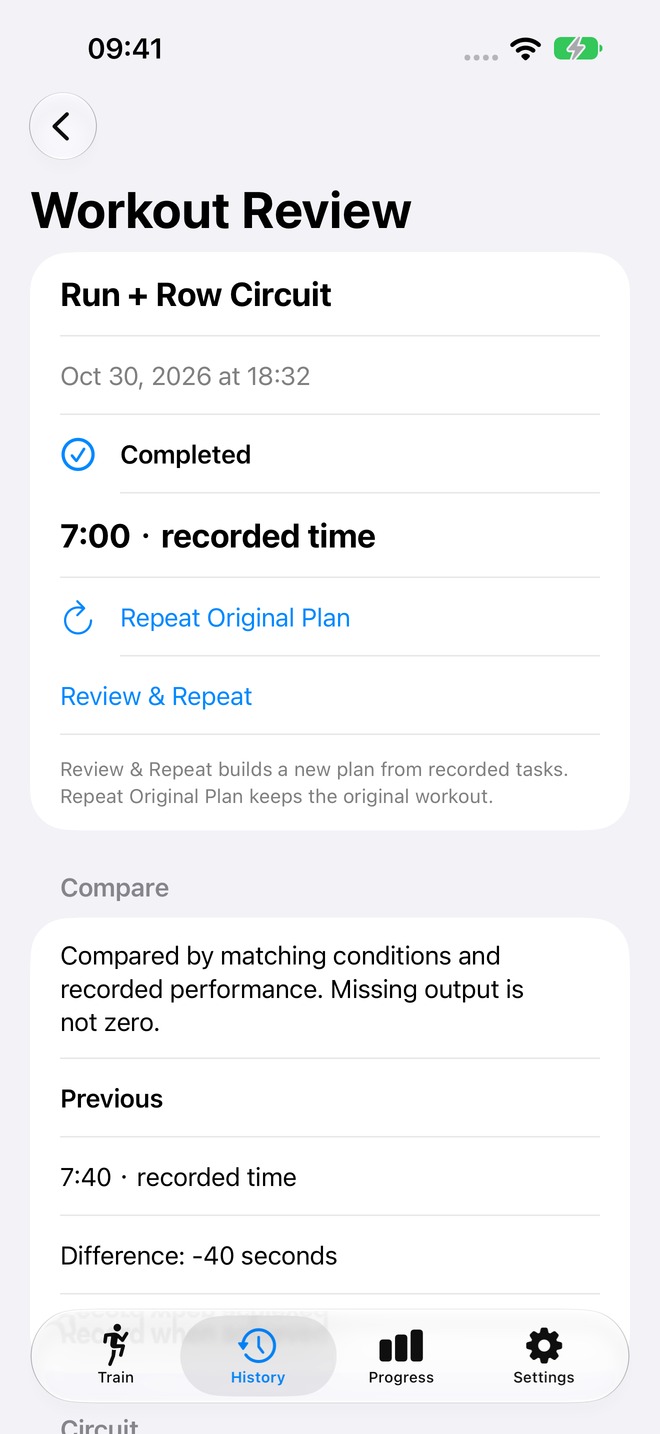 09:41
Workout Review
Run + Row Circuit
Oct 30, 2026 at 18:32
Completed
7:00 · recorded time
Repeat Original Plan
Review & Repeat
Review & Repeat builds a new plan from recorded tasks.
Repeat Original Plan keeps the original workout.
Compare
Compared by matching conditions and
recorded performance. Missing output is
not zero.
Previous
7:40 · recorded time
Difference: -40 seconds
Train
History
Progress
Settings
Circuit